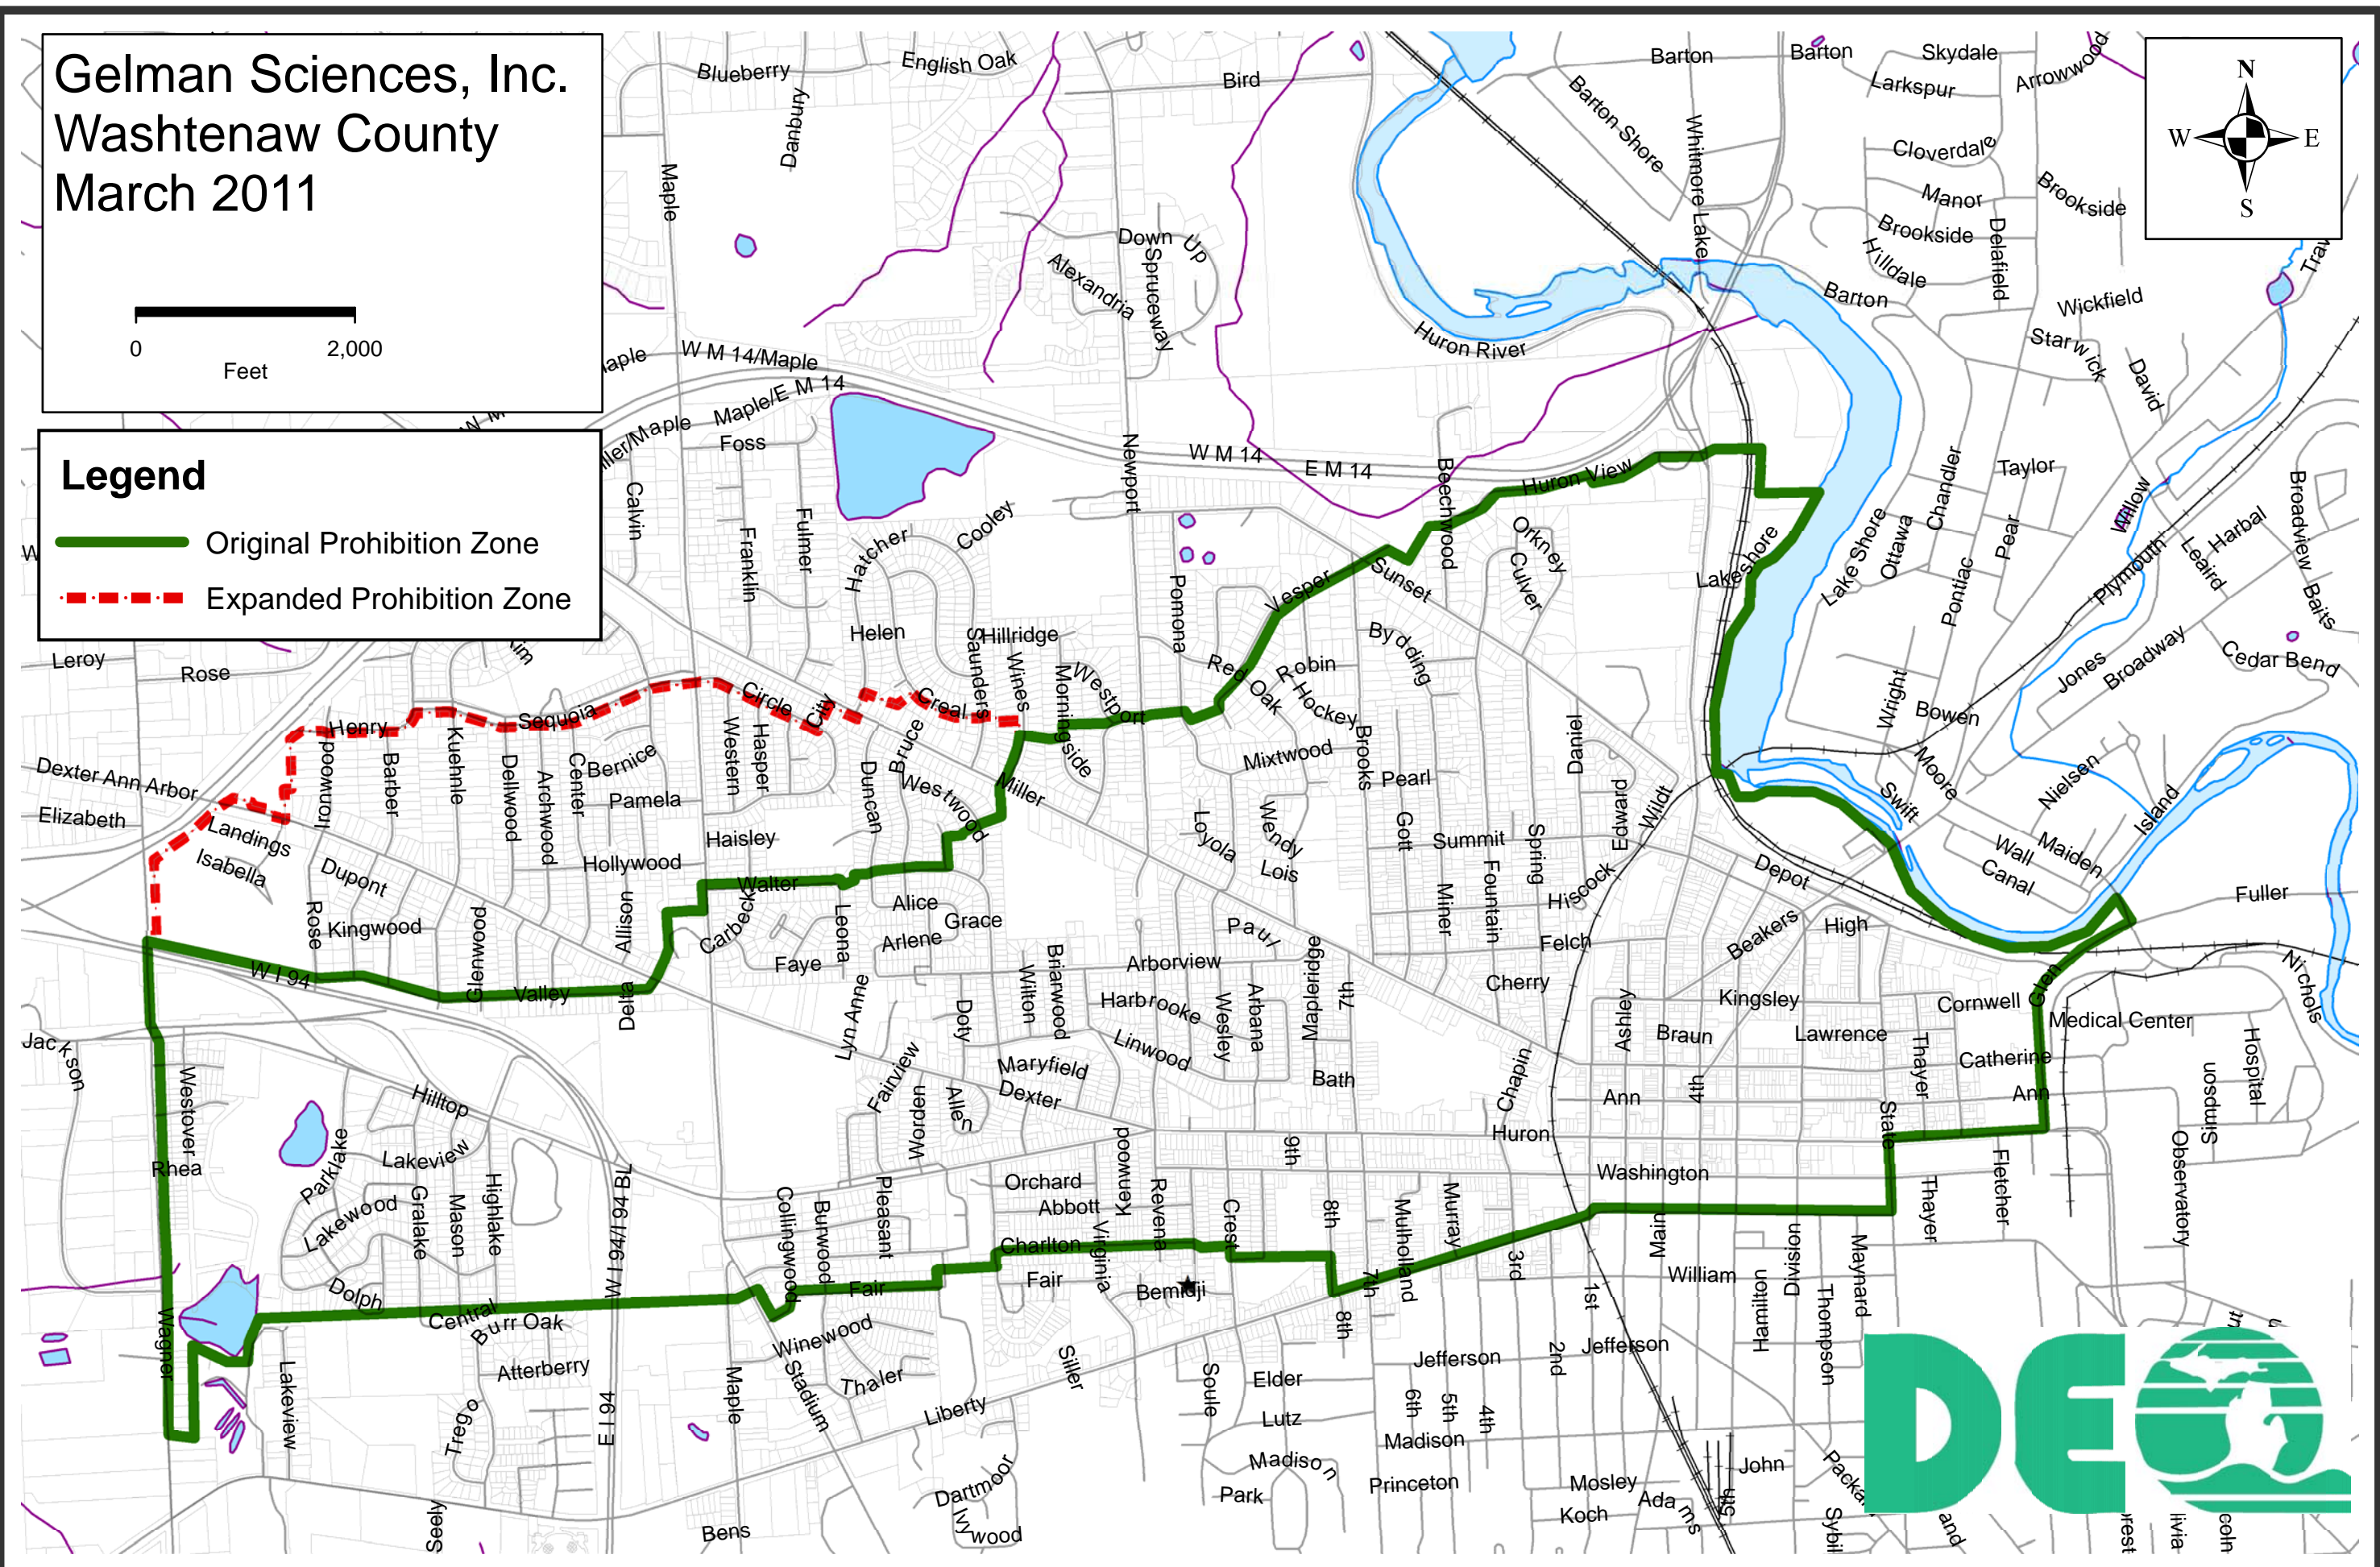 Gelman Sciences, Inc.
Washtenaw County
March 2011
0 2,000
Feet
Legend
Original Prohibition Zone
Expanded Prohibition Zone
N
W E
S
Blueberry
English Oak
Bird
Barton
Barton
Skydale
Larkspur
Arrowwood
Danbury
Maple
Barton Shore
Whitmore Lake
Cloverdale
Manor
Brookside
Brookside
Delafield
Hilldale
Down
Up
Spruceway
Alexandria
Huron River
Barton
Wickfield
Starwick
David
W M 14/Maple
Maple/E M 14
Foss
Newport
W M 14
E M 14
Beechwood
Huron View
Chandler
Taylor
Willow
Broadview
Calvin
Franklin
Fulmer
Hatcher
Cooley
Orkney
Culver
Lakeshore
Lake Shore
Ottawa
Pear
Pontiac
Plymouth
Leaird
Harbal
Baits
Pomona
Vesper
Sunset
Leroy
Rose
Helen
Saunders
Hillridge
Wines
Morningside
Westport
Red Oak
Robin
Hockey
Bydding
Wright
Bowen
Jones
Broadway
Cedar Bend
Henry
Sequoia
Circle
City
Creal
Bruce
Dexter Ann Arbor
Elizabeth
Landings
Isabella
Ironwood
Barber
Kuehnle
Dellwood
Archwood
Center
Bernice
Pamela
Western
Hasper
Duncan
Westwood
Miller
Mixtwood
Brooks
Pearl
Daniel
Edward
Wildt
Moore
Swift
Nielsen
Island
Maiden
Wall
Canal
Haisley
Hollywood
Dupont
Loyola
Wendy
Lois
Gott
Summit
Spring
Hiscock
Depot
Fuller
Walter
Alice
Grace
Arlene
Leona
Carbeck
Faye
Rose
Kingwood
Glenwood
Allison
Paul
Miner
Fountain
Felch
Beakers
High
W I 94
Valley
Delta
Lyn Anne
Doty
Wilton
Briarwood
Arborview
Harbrooke
Wesley
Arbana
Mapleridge
7th
Cherry
Ashley
Kingsley
Braun
Lawrence
Cornwell
Glen
Medical Center
Nichols
Jackson
Westover
Hilltop
Fairview
Worden
Allen
Maryfield
Dexter
Linwood
Bath
Chapin
Ann
4th
Thayer
Catherine
Ann
Hospital
Simpson
Huron
State
Rhea
Parklake
Lakeview
Lakewood
Gralake
Mason
Highlake
W I 94/I 94 BL
Collingwood
Burwood
Pleasant
Orchard
Abbott
Kenwood
Revena
Virginia
Crest
9th
8th
Mulholland
Murray
Washington
Thayer
Fletcher
Observatory
Charlton
Fair
Fair
Bemidji
7th
3rd
1st
Main
William
Division
Hamilton
Maynard
Thompson
Dolph
Central
Burr Oak
Atterberry
Wagner
Lakeview
Trego
E I 94
Maple
Winewood
Stadium
Thaler
Liberty
Siller
Soule
Elder
Lutz
8th
Jefferson
Jefferson
2nd
6th
5th
4th
Madison
Madison
Park
Princeton
Mosley
Koch
Adams
John
5th
Sybil
Dartmoor
Ivywood
Bens
Seeley
DEQ